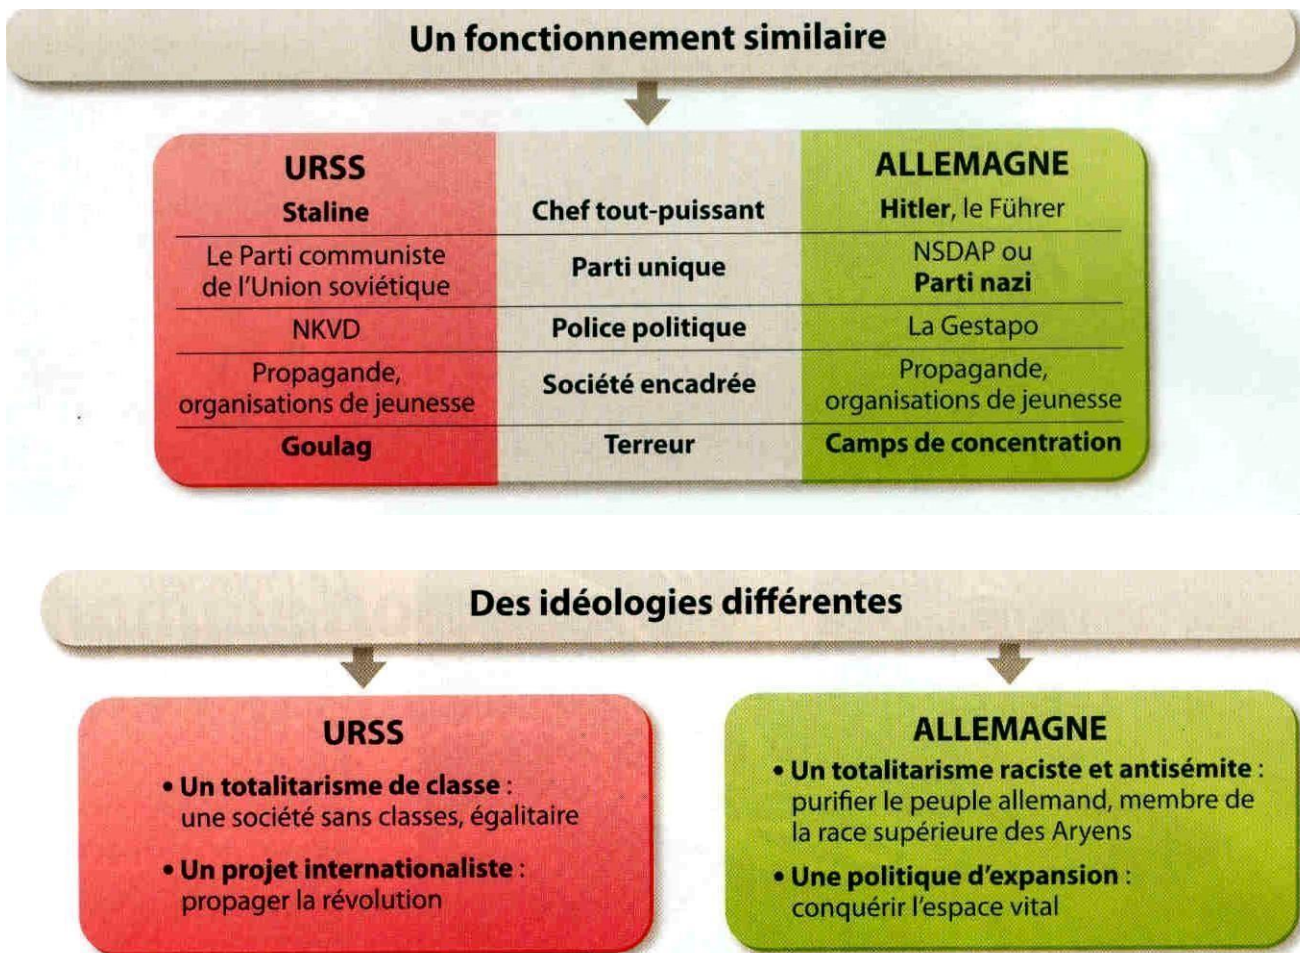 Un fonctionnement similaire
URSS
ALLEMAGNE
Staline
Chef tout-puissant
Hitler, le Führer
Le Parti communiste
de l'Union soviétique
Parti unique
NSDAP ou
Parti nazi
NKVD
Police politique
La Gestapo
Propagande,
organisations de jeunesse
Société encadrée
Propagande,
organisations de jeunesse
Goulag
Terreur
Camps de concentration
Des idéologies différentes
URSS
• Un totalitarisme de classe :
une société sans classes, égalitaire
• Un projet internationaliste :
propager la révolution
ALLEMAGNE
• Un totalitarisme raciste et antisémite :
purifier le peuple allemand, membre de
la race supérieure des Aryens
• Une politique d'expansion :
conquérir l'espace vital